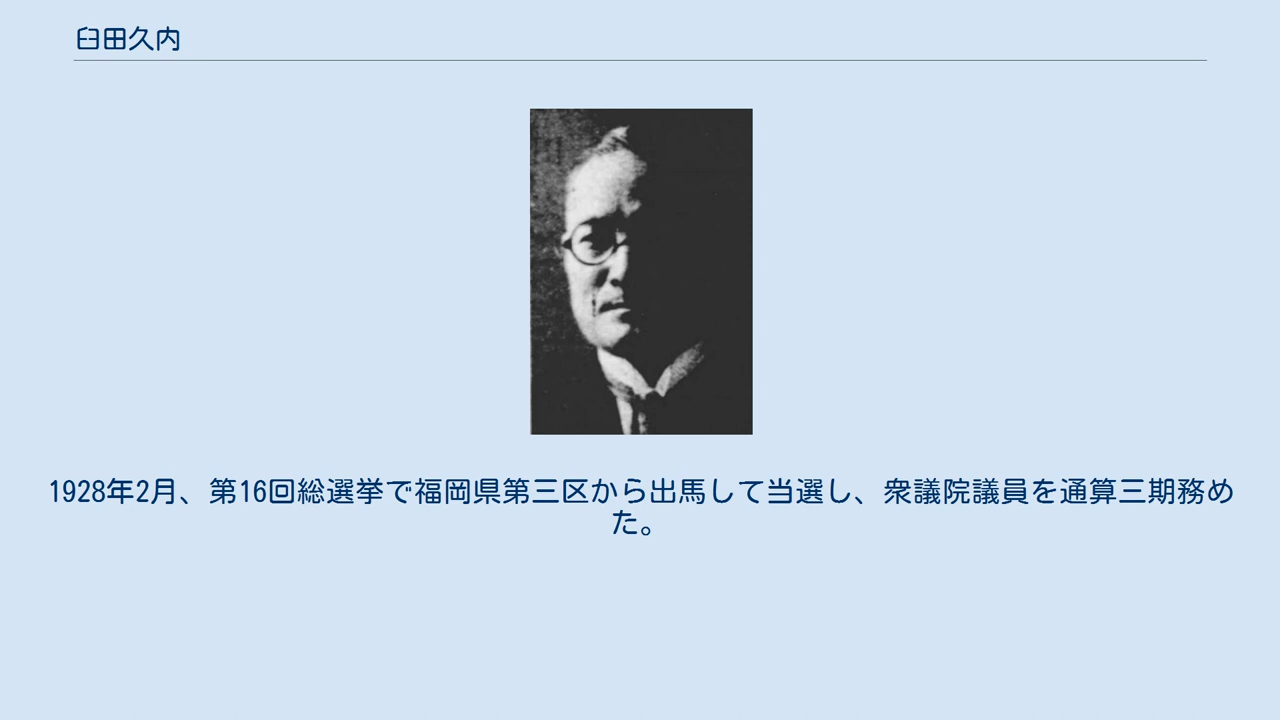 臼田久内
1928年2月、第16回総選挙で福岡県第三区から出馬して当選し、衆議院議員を通算三期務め
た。